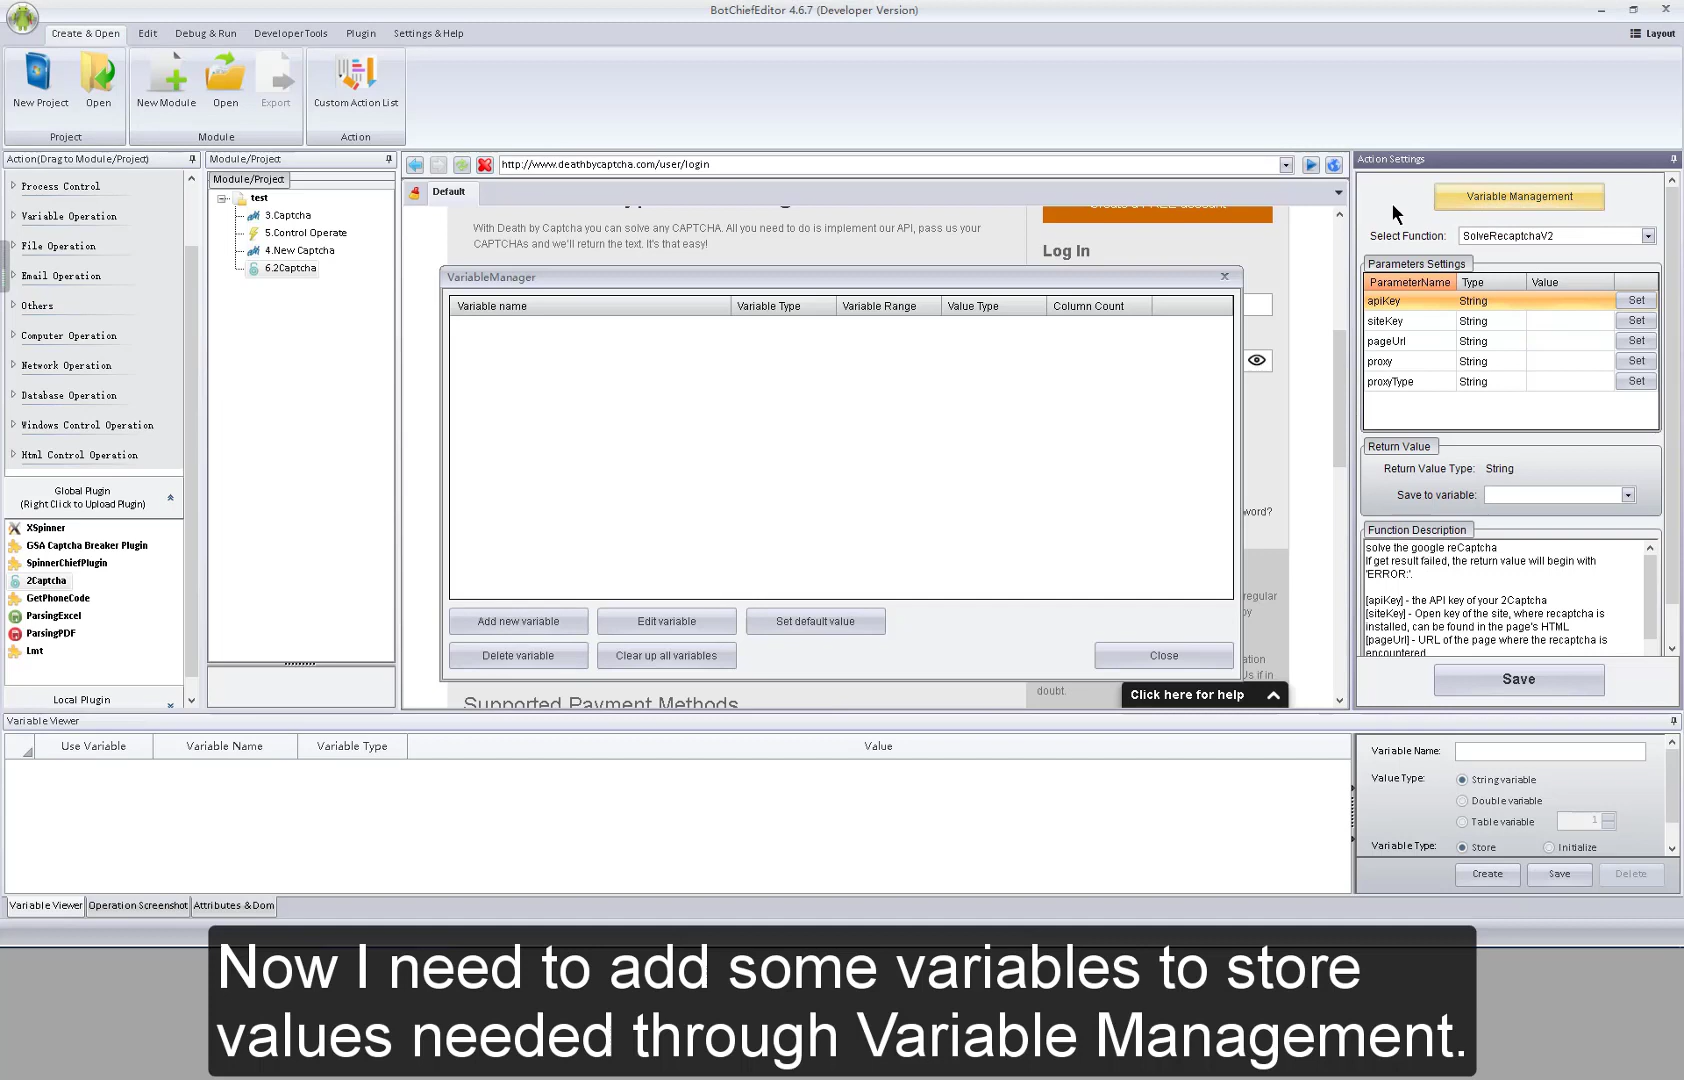 BotChiefEditor 4.6.7 (Developer Version)
Create & Open Edit Debug & Run Developer Tools Plugin Settings & Help
Layout
New Project Open New Module Open Export Custom Action List
Project Module Action
Action(Drag to Module/Project) Module/Project
http://www.deathbycaptcha.com/user/login
Action Settings
Module/Project
Default
Process Control
Variable Operation
File Operation
Email Operation
Others
Computer Operation
Network Operation
Database Operation
Windows Control Operation
Html Control Operation
Global Plugin
(Right Click to Upload Plugin)
XSpinner
GSA Captcha Breaker Plugin
SpinnerChiefPlugin
2Captcha
GetPhoneCode
ParsingExcel
ParsingPDF
Lmt
Local Plugin
test
3.Captcha
5.Control Operate
4.New Captcha
6.2Captcha
With Death by Captcha you can solve any CAPTCHA. All you need to do is implement our API, pass us your
CAPTCHAs and we'll return the text. It's that easy!
Log In
VariableManager
Variable name Variable Type Variable Range Value Type Column Count
Add new variable Edit variable Set default value
Delete variable Clear up all variables Close
word?
regular
by
ation
Us if in
doubt.
Click here for help
Supported Payment Methods
Variable Management
Select Function: SolveRecaptchaV2
Parameters Settings
ParameterName Type Value
apiKey String Set
siteKey String Set
pageUrl String Set
proxy String Set
proxyType String Set
Return Value
Return Value Type: String
Save to variable:
Function Description
solve the google reCaptcha
If get result failed, the return value will begin with
'ERROR:'.
[apiKey] - the API key of your 2Captcha
[siteKey] - Open key of the site, where recaptcha is
installed, can be found in the page's HTML
[pageUrl] - URL of the page where the recaptcha is
encountered
Save
Variable Viewer
Use Variable Variable Name Variable Type Value
Variable Name:
Value Type: String variable
Double variable
Table variable 1
Variable Type: Store Initialize
Create Save Delete
Variable Viewer Operation Screenshot Attributes & Dom
Now I need to add some variables to store
values needed through Variable Management.